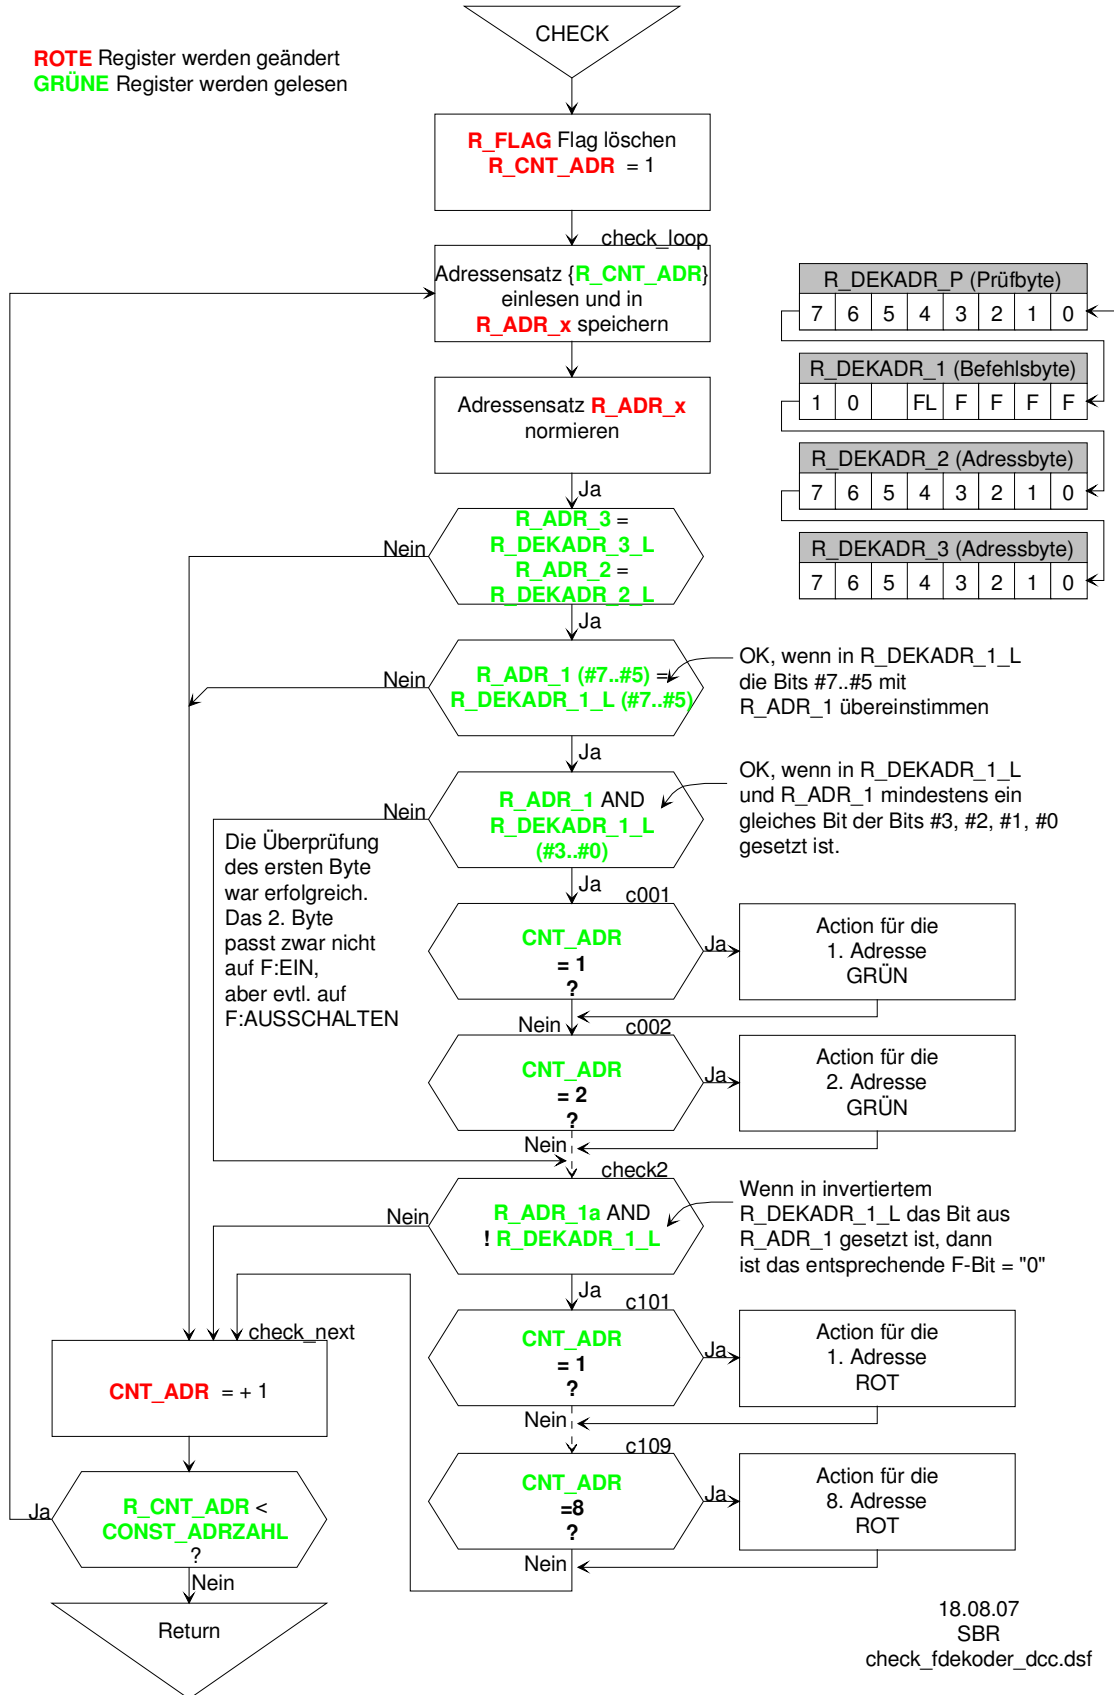 CHECK
ROTE Register werden geändert
GRÜNE Register werden gelesen
R_FLAG Flag löschen
R_CNT_ADR = 1
check_loop
Adressensatz {R_CNT_ADR}
einlesen und in
R_ADR_x speichern
Adressensatz R_ADR_x
normieren
Ja
R_ADR_3 =
R_DEKADR_3_L
R_ADR_2 =
R_DEKADR_2_L
Nein
Ja
R_ADR_1 (#7..#5) =
R_DEKADR_1_L (#7..#5)
Nein
Ja
OK, wenn in R_DEKADR_1_L
die Bits #7..#5 mit
R_ADR_1 übereinstimmen
R_ADR_1 AND
R_DEKADR_1_L
(#3..#0)
Nein
Ja
OK, wenn in R_DEKADR_1_L
und R_ADR_1 mindestens ein
gleiches Bit der Bits #3, #2, #1, #0
gesetzt ist.
Die Überprüfung
des ersten Byte
war erfolgreich.
Das 2. Byte
passt zwar nicht
auf F:EIN,
aber evtl. auf
F:AUSSCHALTEN
c001
CNT_ADR
= 1
?
Ja
Action für die
1. Adresse
GRÜN
Nein
c002
CNT_ADR
= 2
?
Ja
Action für die
2. Adresse
GRÜN
Nein
check2
R_ADR_1a AND
! R_DEKADR_1_L
Nein
Ja
Wenn in invertiertem
R_DEKADR_1_L das Bit aus
R_ADR_1 gesetzt ist, dann
ist das entsprechende F-Bit = "0"
c101
CNT_ADR
= 1
?
Ja
Action für die
1. Adresse
ROT
Nein
c109
CNT_ADR
=8
?
Ja
Action für die
8. Adresse
ROT
Nein
check_next
CNT_ADR = + 1
R_CNT_ADR <
CONST_ADRZAHL
?
Ja
Nein
Return
R_DEKADR_P (Prüfbyte)
7 6 5 4 3 2 1 0
R_DEKADR_1 (Befehlsbyte)
1 0 FL F F F F
R_DEKADR_2 (Adressbyte)
7 6 5 4 3 2 1 0
R_DEKADR_3 (Adressbyte)
7 6 5 4 3 2 1 0
18.08.07
SBR
check_fdekoder_dcc.dsf